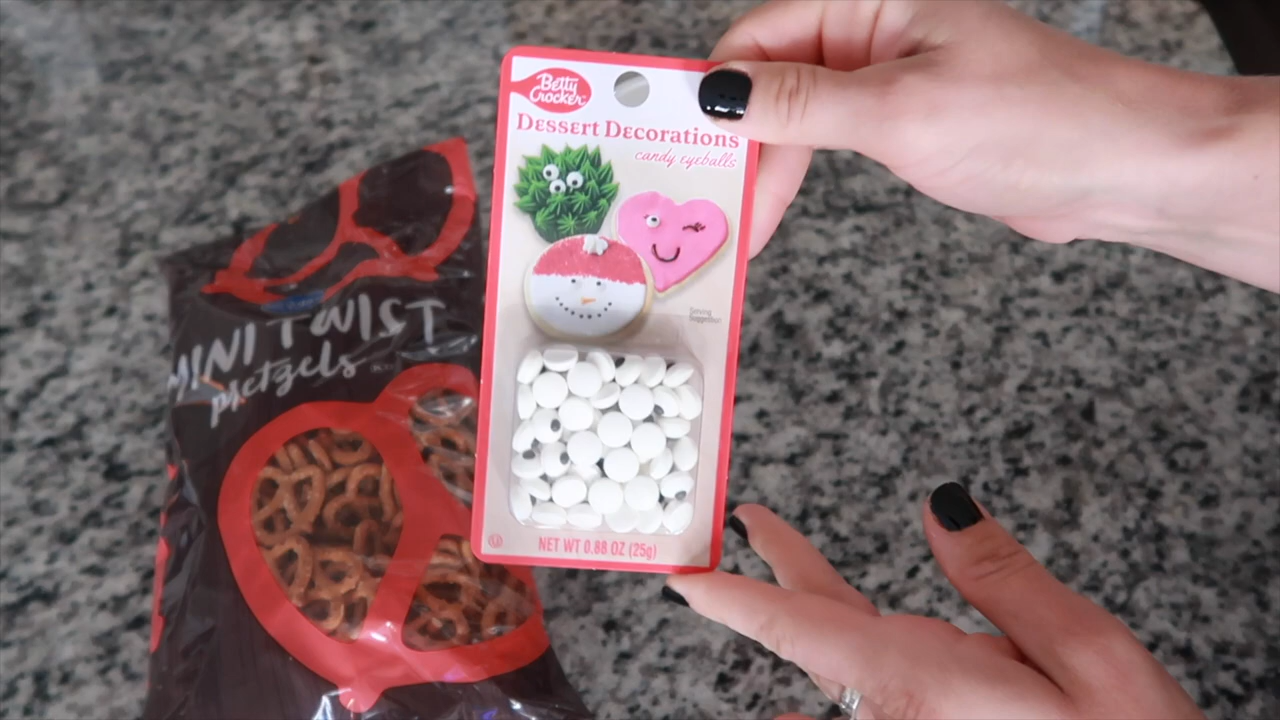 Betty
Crocker
Dessert Decorations
candy eyeballs
Serving
Suggestion
NET WT 0.88 OZ (25g)
MINI TWIST
pretzels